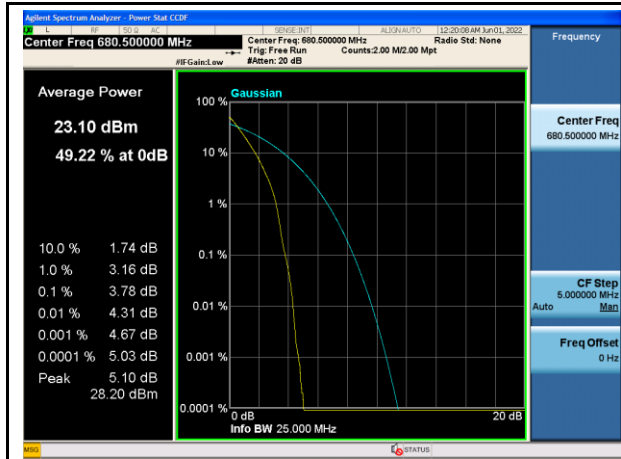 Agilent Spectrum Analyzer - Power Stat CCDF
L RF 50 Ω AC SENSE:INT ALIGNAUTO 12:20:08 AM Jun 01, 2022
Center Freq 680.500000 MHz
Center Freq: 680.500000 MHz Radio Std: None
Trig: Free Run Counts:2.00 M/2.00 Mpt
#IFGain:Low #Atten: 20 dB
Frequency
Average Power
23.10 dBm
49.22 % at 0dB
10.0 % 1.74 dB
1.0 % 3.16 dB
0.1 % 3.78 dB
0.01 % 4.31 dB
0.001 % 4.67 dB
0.0001 % 5.03 dB
Peak 5.10 dB
28.20 dBm
Gaussian
100 %
10 %
1 %
0.1 %
0.01 %
0.001 %
0.0001 %
0 dB 20 dB
Info BW 25.000 MHz
Center Freq
680.500000 MHz
CF Step
5.000000 MHz
Auto Man
Freq Offset
0 Hz
MSG STATUS